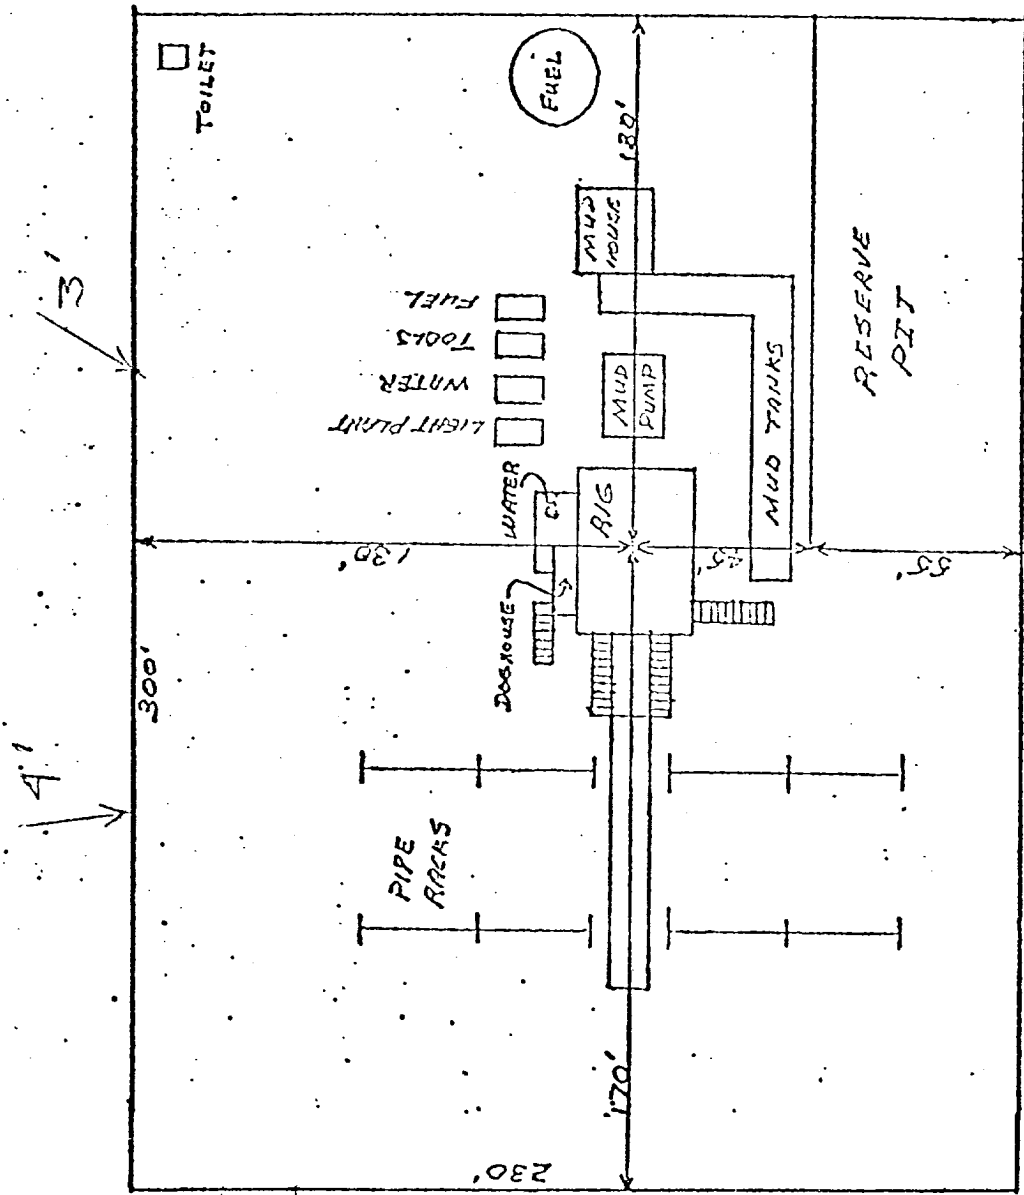 4'
3'
300'
TOILET
PIPE
RACKS
DOGHOUSE
WATER
130'
LIGHT PLANT
WATER
TOOLS
FUEL
FUEL
230'
170'
RIG
MUD
PUMP
MUD
HOUSE
130'
45'
MUD TANKS
55'
RESERVE
PIT